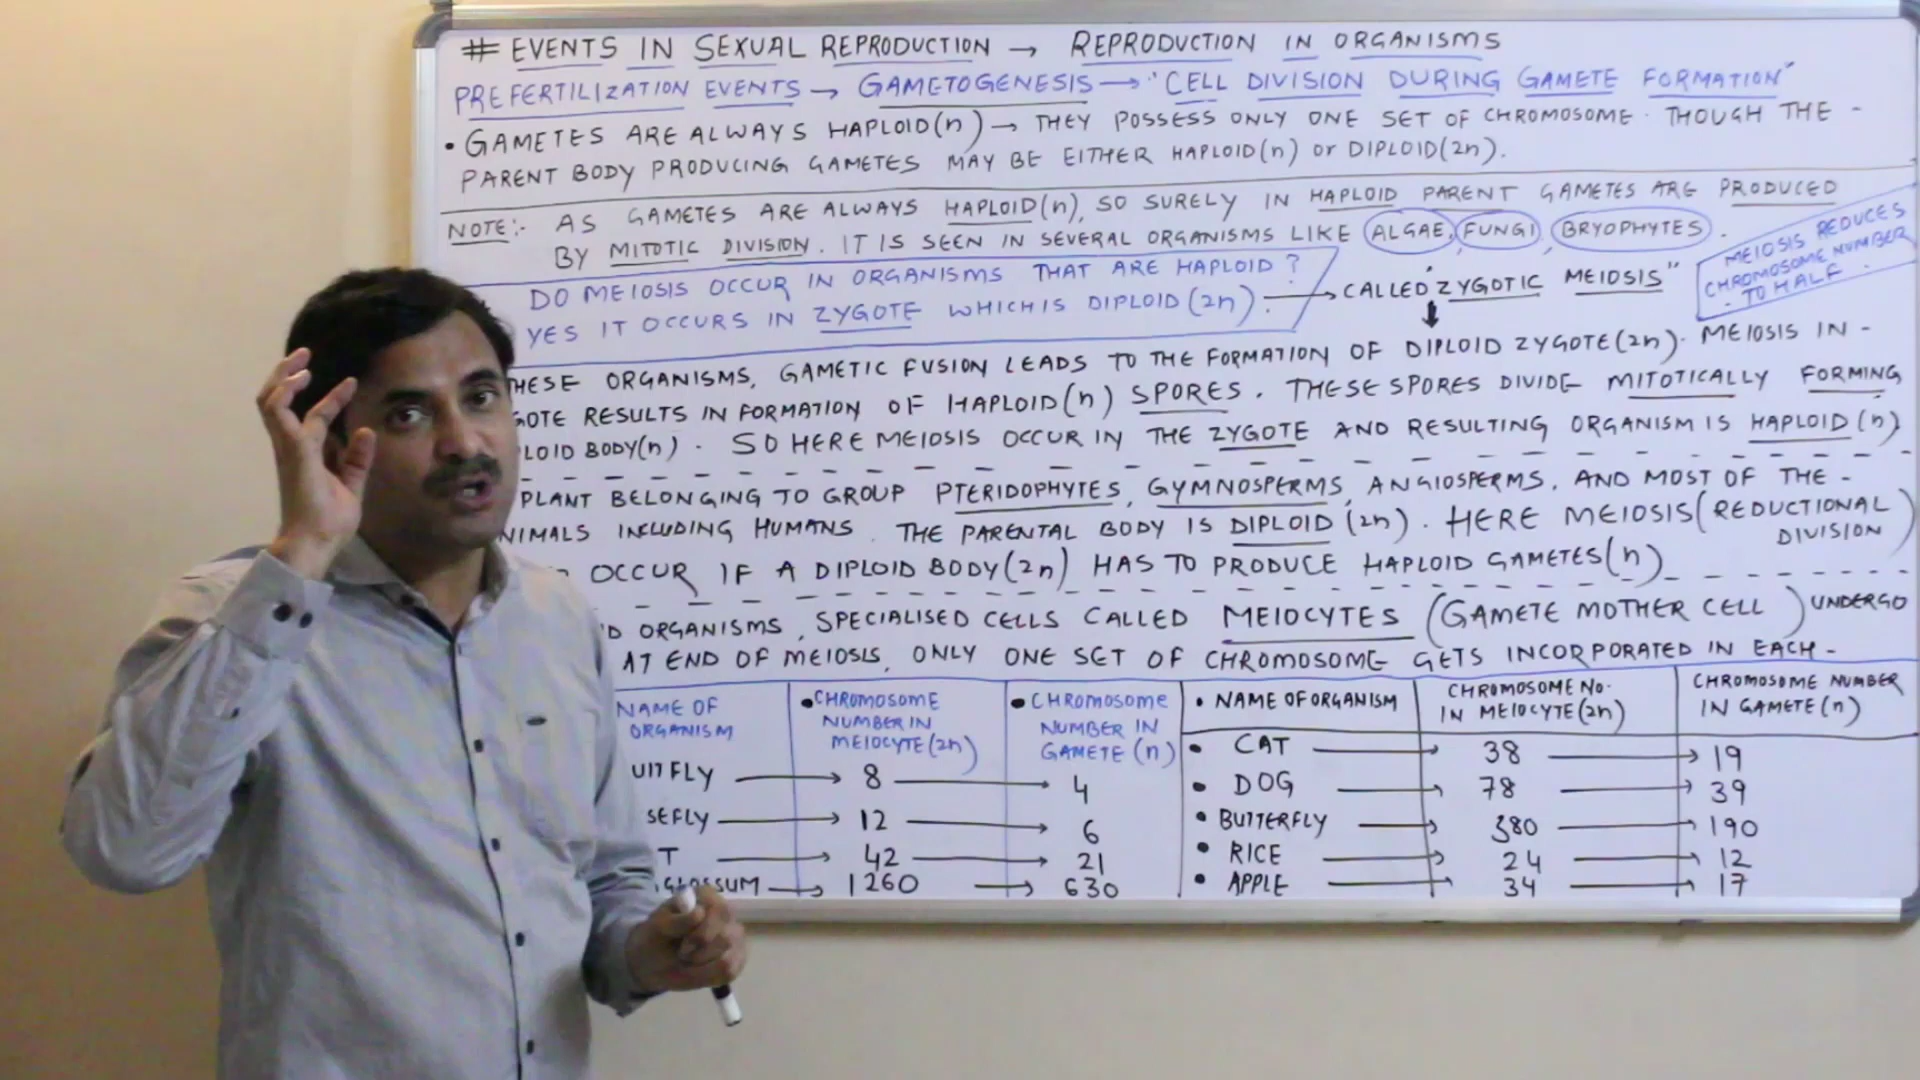 # EVENTS IN SEXUAL REPRODUCTION → REPRODUCTION IN ORGANISMS
PREFERTILIZATION EVENTS → GAMETOGENESIS → "CELL DIVISION DURING GAMETE FORMATION"
• GAMETES ARE ALWAYS HAPLOID(n) → THEY POSSESS ONLY ONE SET OF CHROMOSOME. THOUGH THE -
PARENT BODY PRODUCING GAMETES MAY BE EITHER HAPLOID(n) or DIPLOID(2n).
NOTE:- AS GAMETES ARE ALWAYS HAPLOID(n), SO SURELY IN HAPLOID PARENT GAMETES ARE PRODUCED
BY MITOTIC DIVISION. IT IS SEEN IN SEVERAL ORGANISMS LIKE ALGAE, FUNGI, BRYOPHYTES.
DO MEIOSIS OCCUR IN ORGANISMS THAT ARE HAPLOID?
YES IT OCCURS IN ZYGOTE WHICH IS DIPLOID (2n). → CALLED "ZYGOTIC MEIOSIS"
MEIOSIS REDUCES
CHROMOSOME NUMBER
TO HALF.
HESE ORGANISMS, GAMETIC FUSION LEADS TO THE FORMATION OF DIPLOID ZYGOTE(2n). MEIOSIS IN -
GOTE RESULTS IN FORMATION OF HAPLOID(n) SPORES. THESE SPORES DIVIDE MITOTICALLY FORMING
LOID BODY(n). SO HERE MEIOSIS OCCUR IN THE ZYGOTE AND RESULTING ORGANISM IS HAPLOID (n)
PLANT BELONGING TO GROUP PTERIDOPHYTES, GYMNOSPERMS, ANGIOSPERMS, AND MOST OF THE -
NIMALS INCLUDING HUMANS. THE PARENTAL BODY IS DIPLOID (2n). HERE MEIOSIS (REDUCTIONAL DIVISION)
OCCUR IF A DIPLOID BODY(2n) HAS TO PRODUCE HAPLOID GAMETES(n)
D ORGANISMS, SPECIALISED CELLS CALLED MEIOCYTES (GAMETE MOTHER CELL) UNDERGO
AT END OF MEIOSIS, ONLY ONE SET OF CHROMOSOME GETS INCORPORATED IN EACH -
NAME OF ORGANISM • CHROMOSOME NUMBER IN MEIOCYTE(2n) • CHROMOSOME NUMBER IN GAMETE (n)
UITFLY → 8 → 4
SEFLY → 12 → 6
T → 42 → 21
GLOSSUM → 1260 → 630
• NAME OF ORGANISM CHROMOSOME NO. IN MEIOCYTE(2n) CHROMOSOME NUMBER IN GAMETE(n)
• CAT → 38 → 19
• DOG → 78 → 39
• BUTTERFLY → 380 → 190
• RICE → 24 → 12
• APPLE → 34 → 17